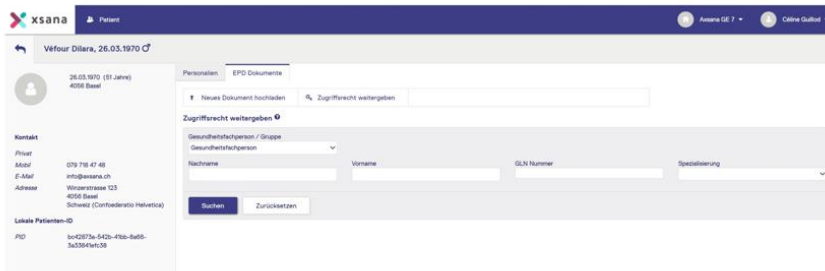 xsana
Patient
Axsana GE 7
Céline Guillod
Véfour Dilara, 26.03.1970
26.03.1970 (51 Jahre)
4056 Basel
Kontakt
Privat
Mobil 079 718 47 48
E-Mail info@axsana.ch
Adresse Winzerstrasse 123
4056 Basel
Schweiz (Confoederatio Helvetica)
Lokale Patienten-ID
PID
Personalien EPD Dokumente
Neues Dokument hochladen Zugriffsrecht weitergeben
Zugriffsrecht weitergeben
Gesundheitsfachperson / Gruppe
Gesundheitsfachperson
Nachname Vorname GLN Nummer Spezialisierung
Suchen Zurücksetzen